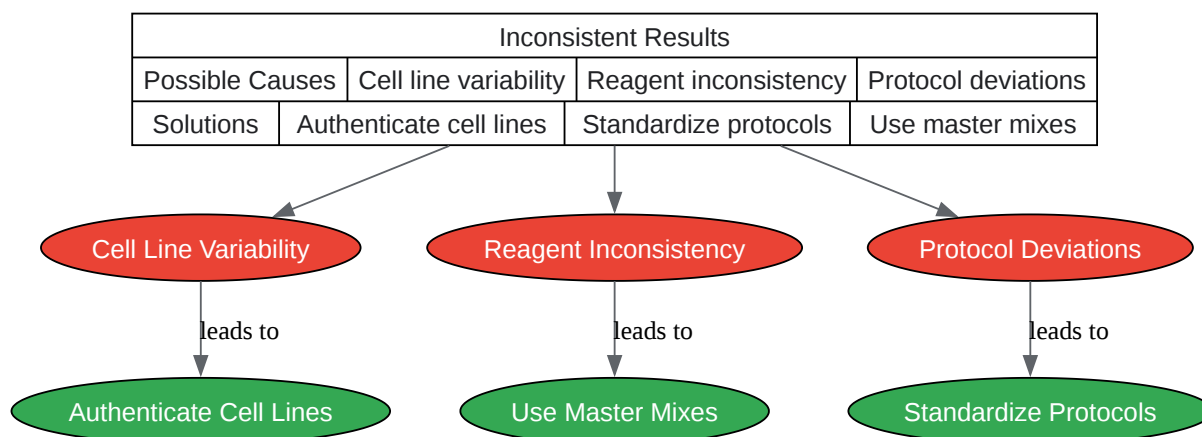 Inconsistent Results
Possible Causes Cell line variability Reagent inconsistency Protocol deviations
Solutions Authenticate cell lines Standardize protocols Use master mixes
Cell Line Variability Reagent Inconsistency Protocol Deviations
leads to leads to leads to
Authenticate Cell Lines Use Master Mixes Standardize Protocols